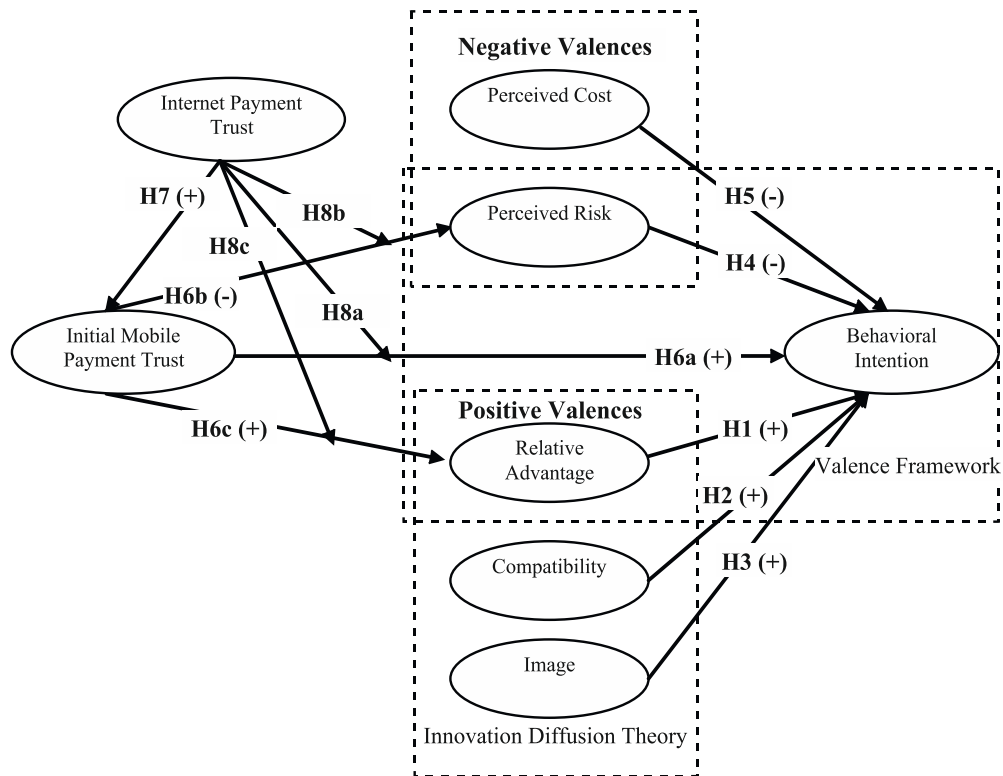 Negative Valences
Perceived Cost
Internet Payment
Trust
H7 (+)
H8b
H5 (-)
Perceived Risk
H8c
H4 (-)
H6b (-)
H8a
Initial Mobile
Payment Trust
H6a (+)
Behavioral
Intention
Positive Valences
H6c (+)
Relative
Advantage
H1 (+)
Valence Framework
H2 (+)
Compatibility
H3 (+)
Image
Innovation Diffusion Theory